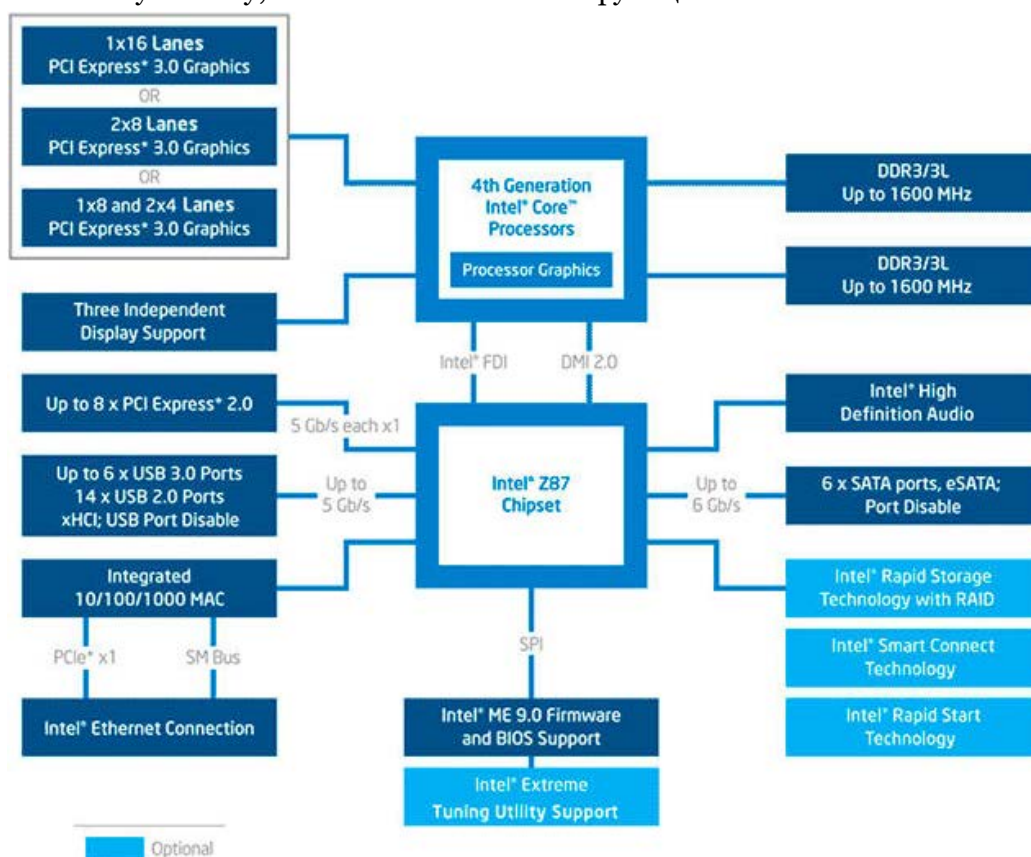 1x16 Lanes
PCI Express* 3.0 Graphics
OR
2x8 Lanes
PCI Express* 3.0 Graphics
OR
1x8 and 2x4 Lanes
PCI Express* 3.0 Graphics
4th Generation
Intel® Core™
Processors
Processor Graphics
DDR3/3L
Up to 1600 MHz
DDR3/3L
Up to 1600 MHz
Three Independent
Display Support
Intel® FDI
DMI 2.0
Up to 8 x PCI Express* 2.0
5 Gb/s each x1
Intel® High
Definition Audio
Up to 6 x USB 3.0 Ports
14 x USB 2.0 Ports
xHCI; USB Port Disable
Up to
5 Gb/s
Intel® Z87
Chipset
Up to
6 Gb/s
6 x SATA ports, eSATA;
Port Disable
Integrated
10/100/1000 MAC
Intel® Rapid Storage
Technology with RAID
PCIe* x1
SM Bus
SPI
Intel® Smart Connect
Technology
Intel® Ethernet Connection
Intel® ME 9.0 Firmware
and BIOS Support
Intel® Rapid Start
Technology
Intel® Extreme
Tuning Utility Support
Optional